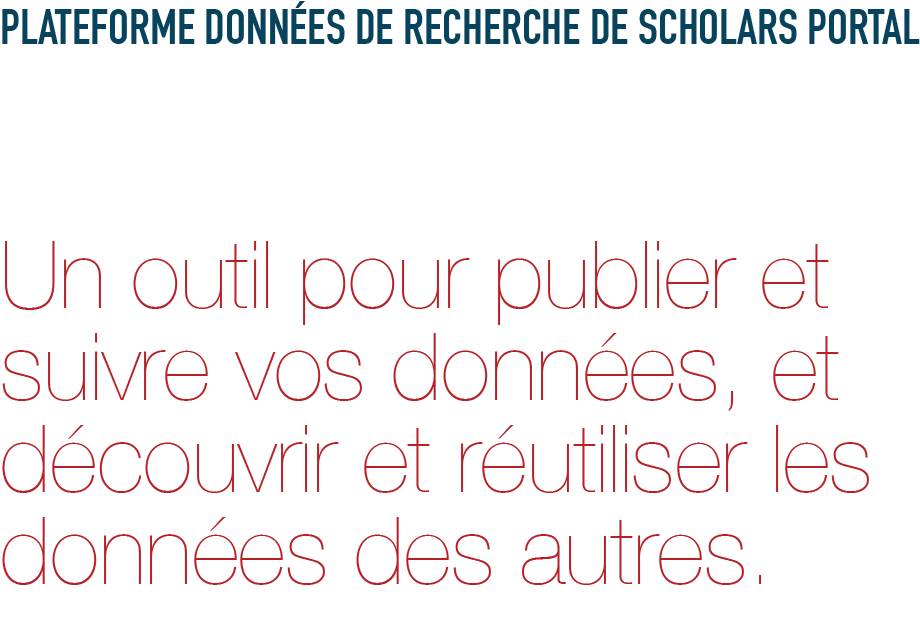 PLATEFORME DONNÉES DE RECHERCHE DE SCHOLARS PORTAL
Un outil pour publier et
suivre vos données, et
découvrir et réutiliser les
données des autres.